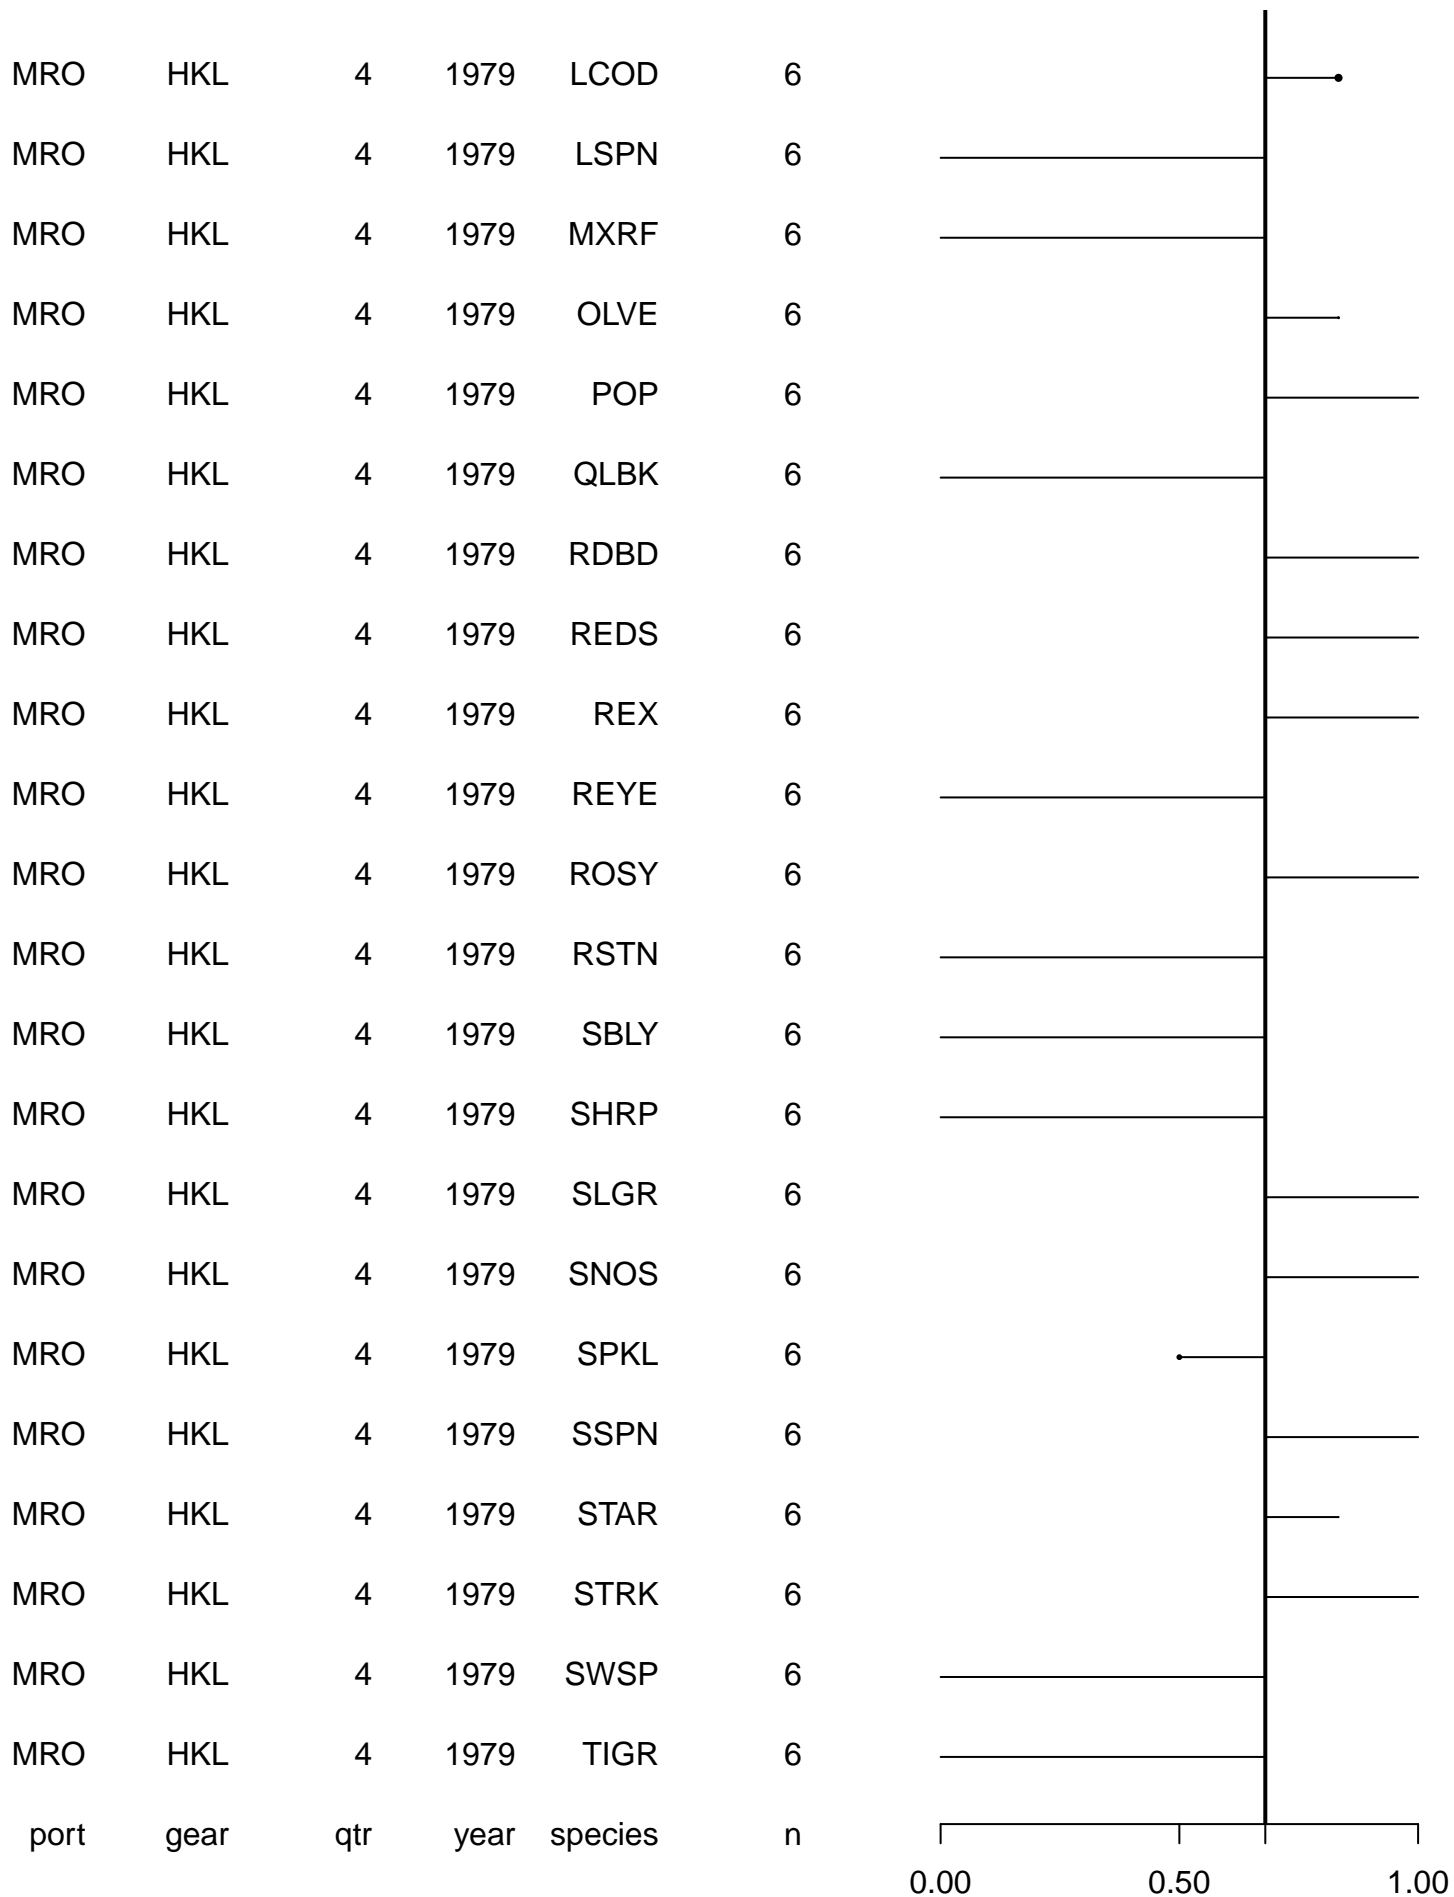 MRO HKL 4 1979 LCOD 6
MRO HKL 4 1979 LSPN 6
MRO HKL 4 1979 MXRF 6
MRO HKL 4 1979 OLVE 6
MRO HKL 4 1979 POP 6
MRO HKL 4 1979 QLBK 6
MRO HKL 4 1979 RDBD 6
MRO HKL 4 1979 REDS 6
MRO HKL 4 1979 REX 6
MRO HKL 4 1979 REYE 6
MRO HKL 4 1979 ROSY 6
MRO HKL 4 1979 RSTN 6
MRO HKL 4 1979 SBLY 6
MRO HKL 4 1979 SHRP 6
MRO HKL 4 1979 SLGR 6
MRO HKL 4 1979 SNOS 6
MRO HKL 4 1979 SPKL 6
MRO HKL 4 1979 SSPN 6
MRO HKL 4 1979 STAR 6
MRO HKL 4 1979 STRK 6
MRO HKL 4 1979 SWSP 6
MRO HKL 4 1979 TIGR 6
port gear qtr year species n
0.00 0.50 1.00